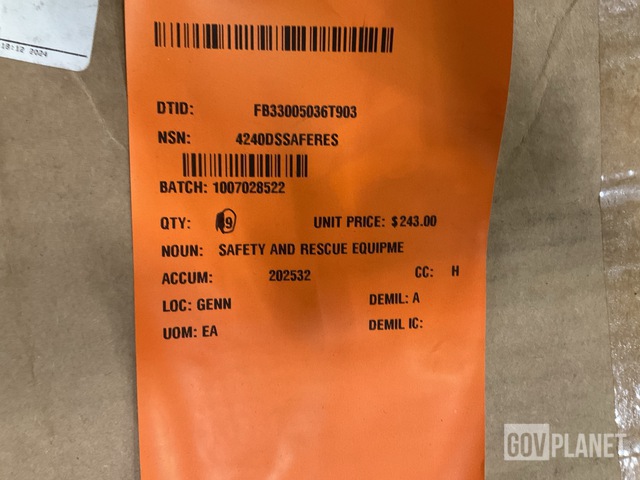 18:12 2024
DTID: FB33005036T903
NSN: 4240DSSAFERES
BATCH: 1007028522
QTY: 9 UNIT PRICE: $243.00
NOUN: SAFETY AND RESCUE EQUIPME
ACCUM: 202532 CC: H
LOC: GENN DEMIL: A
UOM: EA DEMIL IC:
GOVPLANET